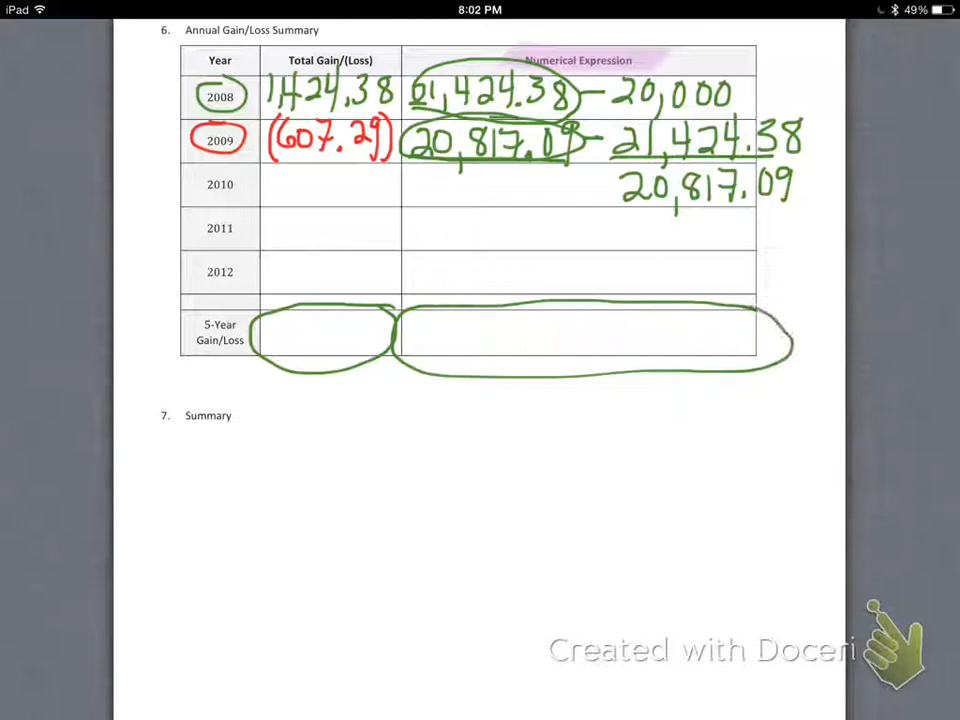 iPad 8:02 PM 49%
6. Annual Gain/Loss Summary
Year Total Gain/(Loss) Numerical Expression
2008 1,424.38 21,424.38 - 20,000
2009 (607.29) 20,817.09 - 21,424.38
2010 20,817.09
2011
2012
5-Year
Gain/Loss
7. Summary
Created with Doceri